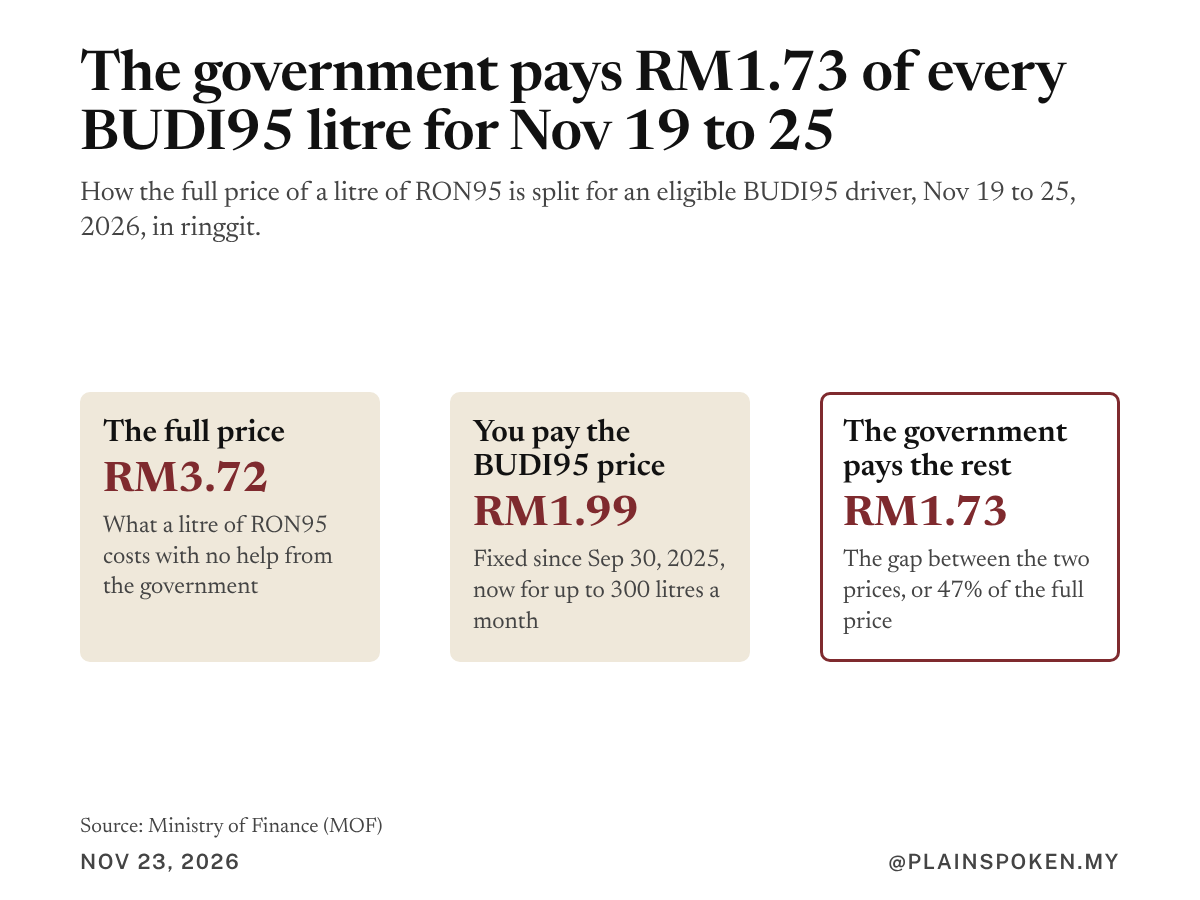 The government pays RM1.73 of every
BUDI95 litre for Nov 19 to 25
How the full price of a litre of RON95 is split for an eligible BUDI95 driver, Nov 19 to 25,
2026, in ringgit.
The full price
RM3.72
What a litre of RON95
costs with no help from
the government
You pay the
BUDI95 price
RM1.99
Fixed since Sep 30, 2025,
now for up to 300 litres a
month
The government
pays the rest
RM1.73
The gap between the two
prices, or 47% of the full
price
Source: Ministry of Finance (MOF)
NOV 23, 2026
@PLAINSPOKEN.MY